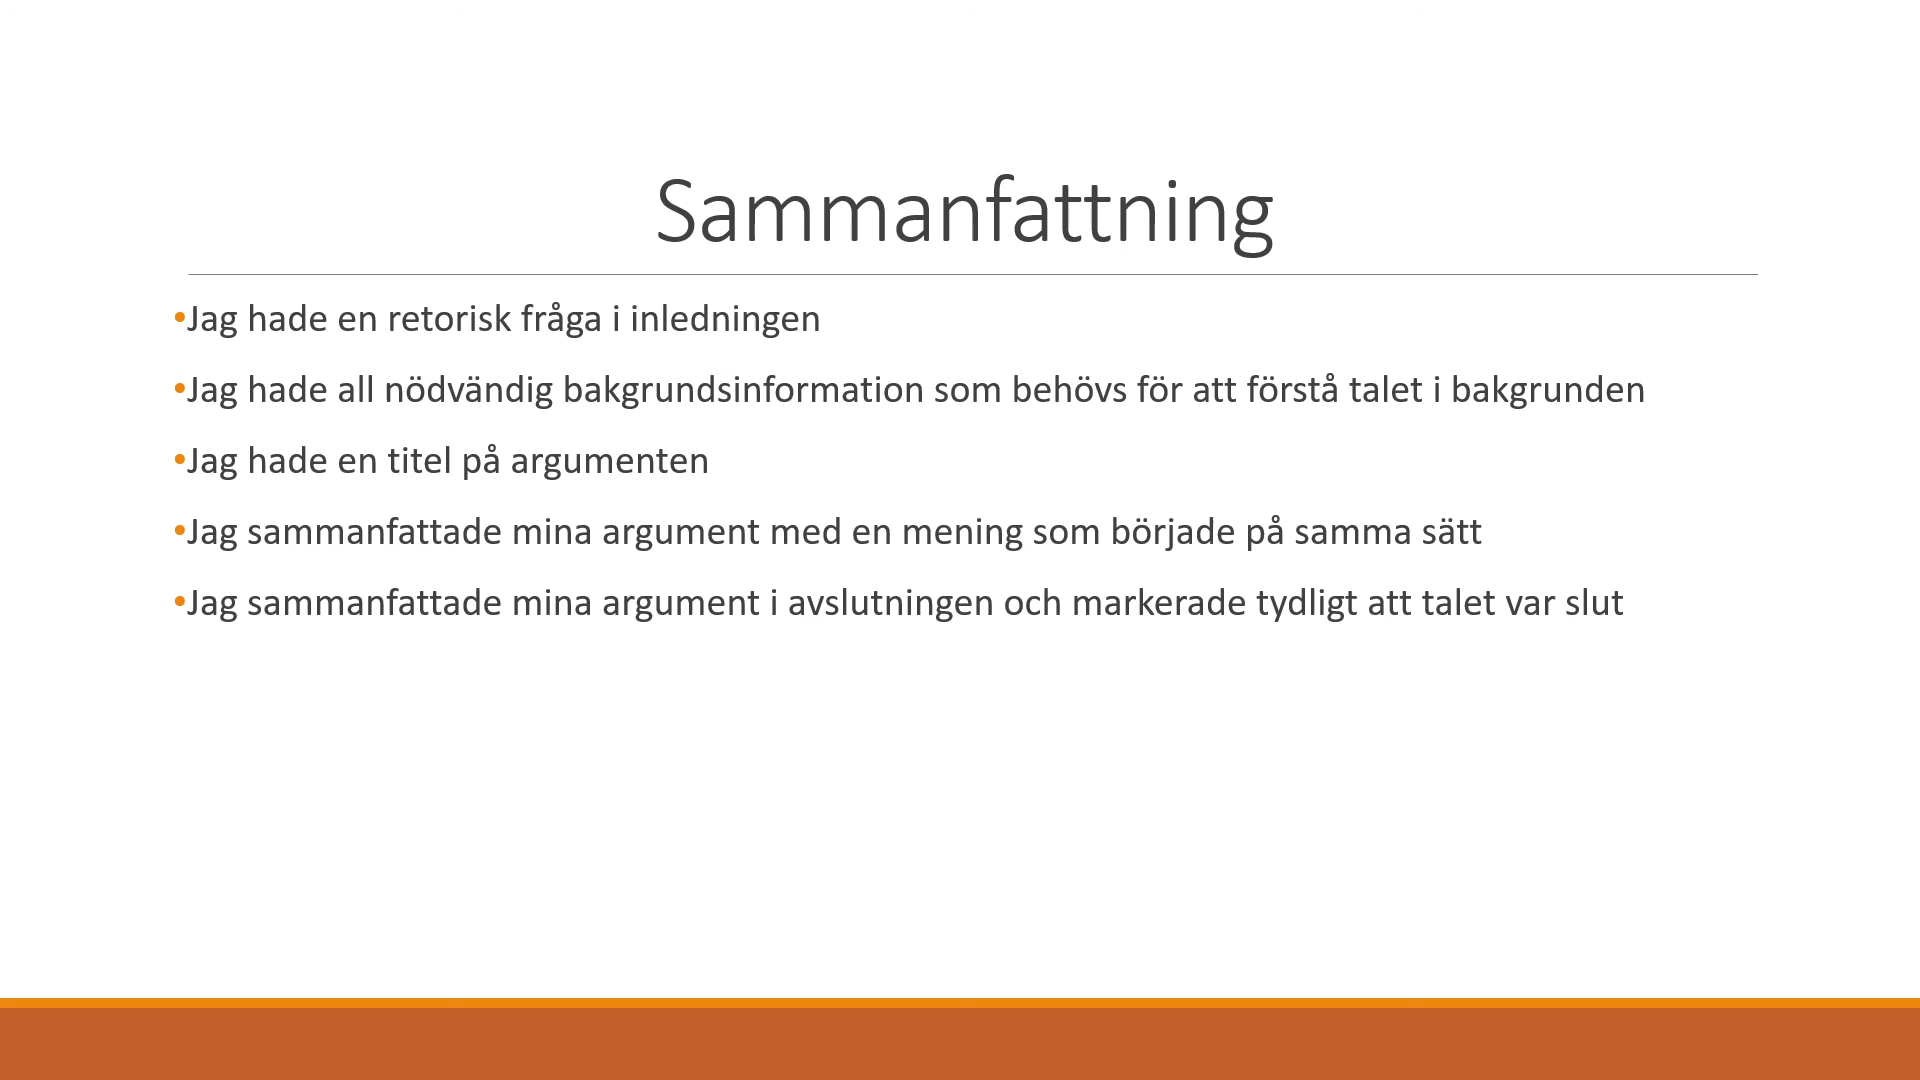 Sammanfattning
•Jag hade en retorisk fråga i inledningen
•Jag hade all nödvändig bakgrundsinformation som behövs för att förstå talet i bakgrunden
•Jag hade en titel på argumenten
•Jag sammanfattade mina argument med en mening som började på samma sätt
•Jag sammanfattade mina argument i avslutningen och markerade tydligt att talet var slut